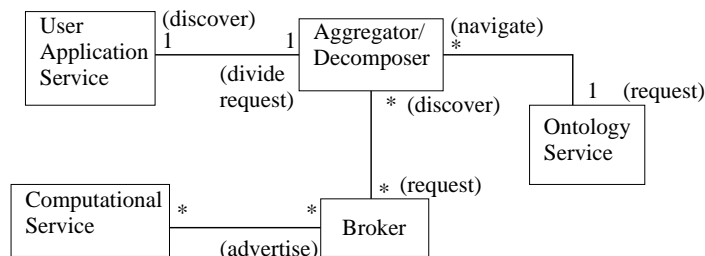 User
Application
Service
(discover)
1
1
(divide
request)
Aggregator/
Decomposer
(navigate)
*
1
(request)
Ontology
Service
* (discover)
* (request)
Computational
Service
*
*
(advertise)
Broker